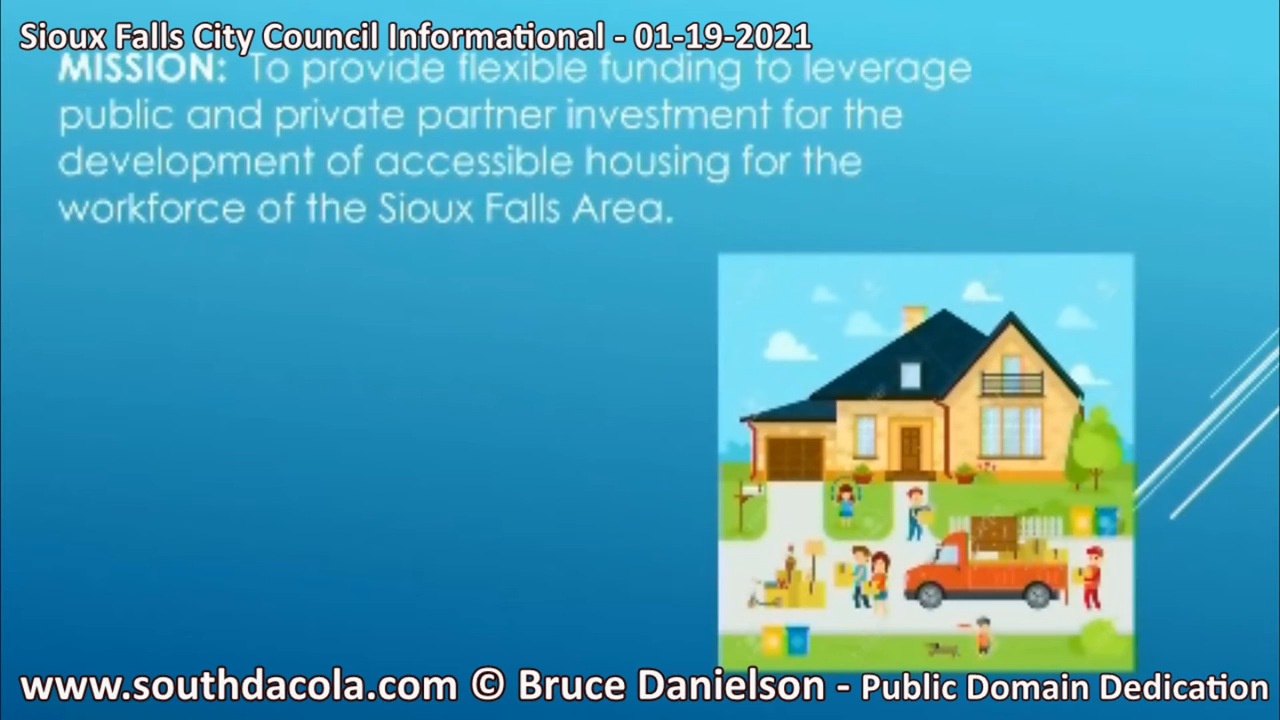 Sioux Falls City Council Informational - 01-19-2021
MISSION: To provide flexible funding to leverage
public and private partner investment for the
development of accessible housing for the
workforce of the Sioux Falls Area.
www.southdacola.com © Bruce Danielson - Public Domain Dedication